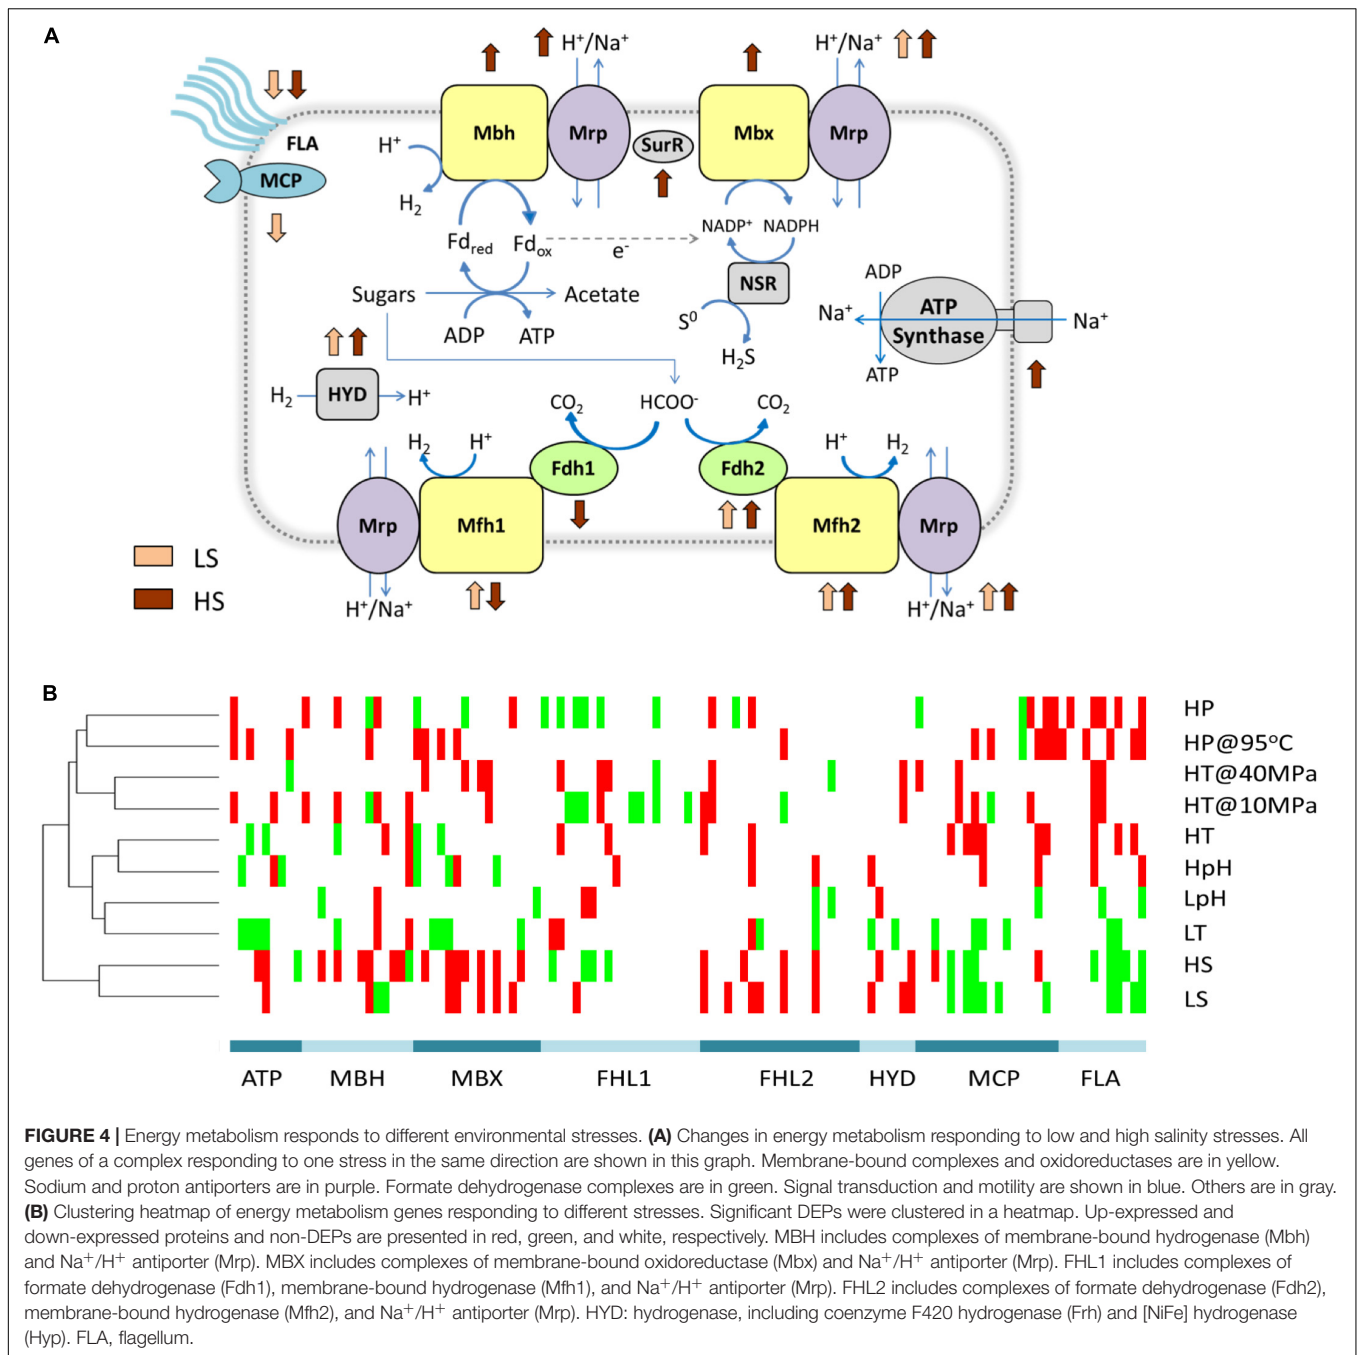 A
H⁺/Na⁺
H⁺/Na⁺
FLA
MCP
Mbh
Mrp
SurR
Mbx
Mrp
H⁺
H₂
Fd_red
Fd_ox
e⁻
NADP⁺ NADPH
NSR
Sugars
Acetate
ADP
ATP
S⁰
H₂S
ADP
ATP
Synthase
Na⁺
Na⁺
ATP
H₂
HYD
H⁺
CO₂
HCOO⁻
CO₂
H₂
H⁺
Fdh1
Fdh2
H⁺
H₂
Mrp
Mfh1
Mfh2
Mrp
H⁺/Na⁺
H⁺/Na⁺
LS
HS
B
HP
HP@95°C
HT@40MPa
HT@10MPa
HT
HpH
LpH
LT
HS
LS
ATP MBH MBX FHL1 FHL2 HYD MCP FLA
FIGURE 4 | Energy metabolism responds to different environmental stresses. (A) Changes in energy metabolism responding to low and high salinity stresses. All
genes of a complex responding to one stress in the same direction are shown in this graph. Membrane-bound complexes and oxidoreductases are in yellow.
Sodium and proton antiporters are in purple. Formate dehydrogenase complexes are in green. Signal transduction and motility are shown in blue. Others are in gray.
(B) Clustering heatmap of energy metabolism genes responding to different stresses. Significant DEPs were clustered in a heatmap. Up-expressed and
down-expressed proteins and non-DEPs are presented in red, green, and white, respectively. MBH includes complexes of membrane-bound hydrogenase (Mbh)
and Na⁺/H⁺ antiporter (Mrp). MBX includes complexes of membrane-bound oxidoreductase (Mbx) and Na⁺/H⁺ antiporter (Mrp). FHL1 includes complexes of
formate dehydrogenase (Fdh1), membrane-bound hydrogenase (Mfh1), and Na⁺/H⁺ antiporter (Mrp). FHL2 includes complexes of formate dehydrogenase (Fdh2),
membrane-bound hydrogenase (Mfh2), and Na⁺/H⁺ antiporter (Mrp). HYD: hydrogenase, including coenzyme F420 hydrogenase (Frh) and [NiFe] hydrogenase
(Hyp). FLA, flagellum.